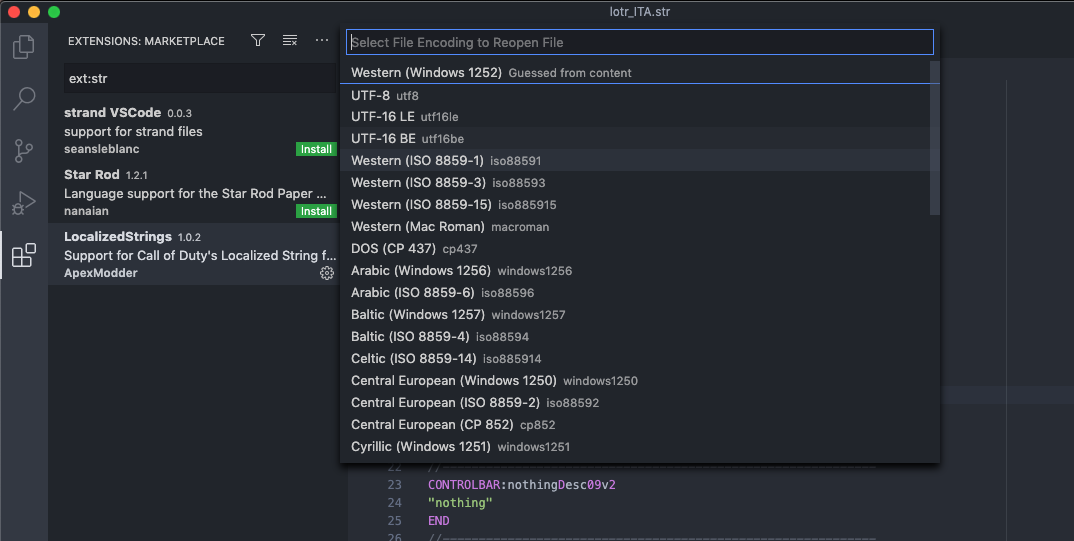 lotr_ITA.str
EXTENSIONS: MARKETPLACE
ext:str
strand VSCode 0.0.3
support for strand files
seansleblanc Install
Star Rod 1.2.1
Language support for the Star Rod Paper ...
nanaian Install
LocalizedStrings 1.0.2
Support for Call of Duty's Localized String f...
ApexModder
Select File Encoding to Reopen File
Western (Windows 1252) Guessed from content
UTF-8 utf8
UTF-16 LE utf16le
UTF-16 BE utf16be
Western (ISO 8859-1) iso88591
Western (ISO 8859-3) iso88593
Western (ISO 8859-15) iso885915
Western (Mac Roman) macroman
DOS (CP 437) cp437
Arabic (Windows 1256) windows1256
Arabic (ISO 8859-6) iso88596
Baltic (Windows 1257) windows1257
Baltic (ISO 8859-4) iso88594
Celtic (ISO 8859-14) iso885914
Central European (Windows 1250) windows1250
Central European (ISO 8859-2) iso88592
Central European (CP 852) cp852
Cyrillic (Windows 1251) windows1251
22 //------------------------------------------------------------
23 CONTROLBAR:nothingDesc09v2
24 "nothing"
25 END
26 //------------------------------------------------------------